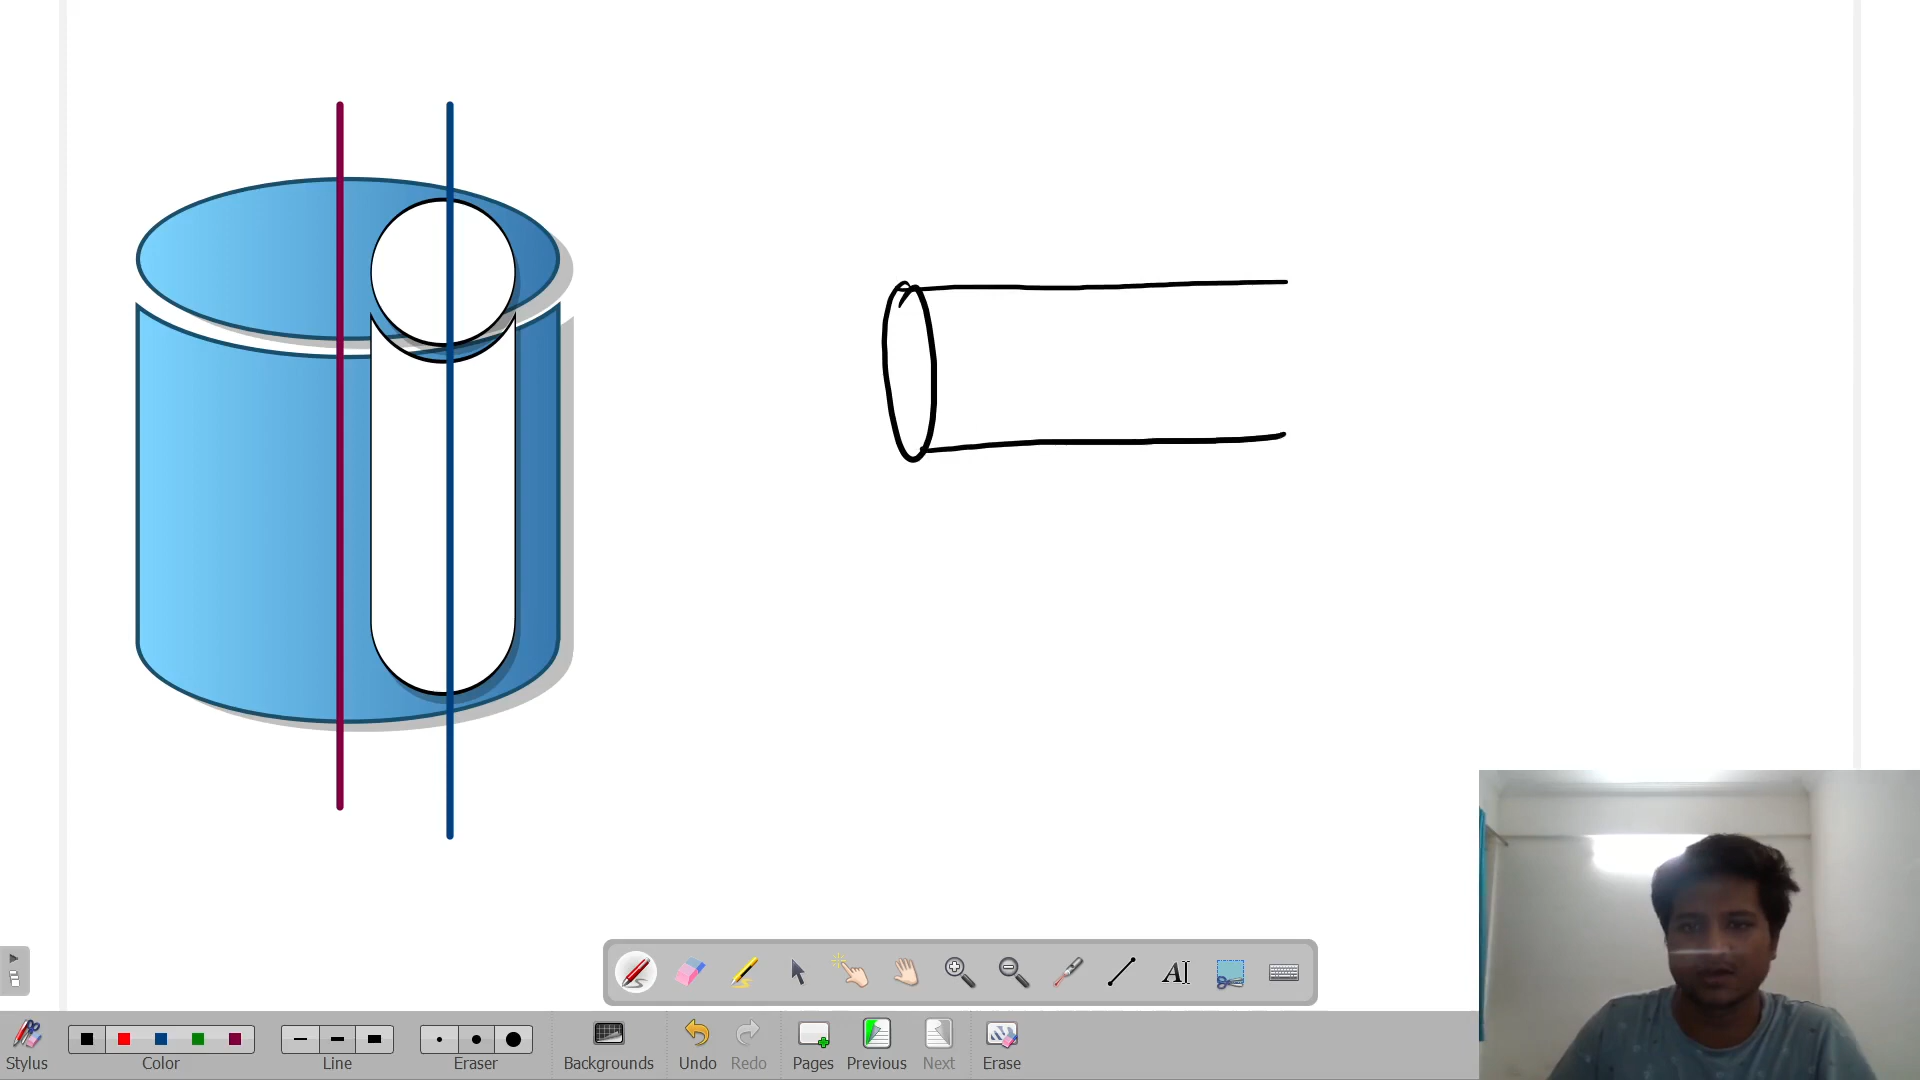 Stylus
Color
Line
Eraser
Backgrounds
Undo
Redo
Pages
Previous
Next
Erase